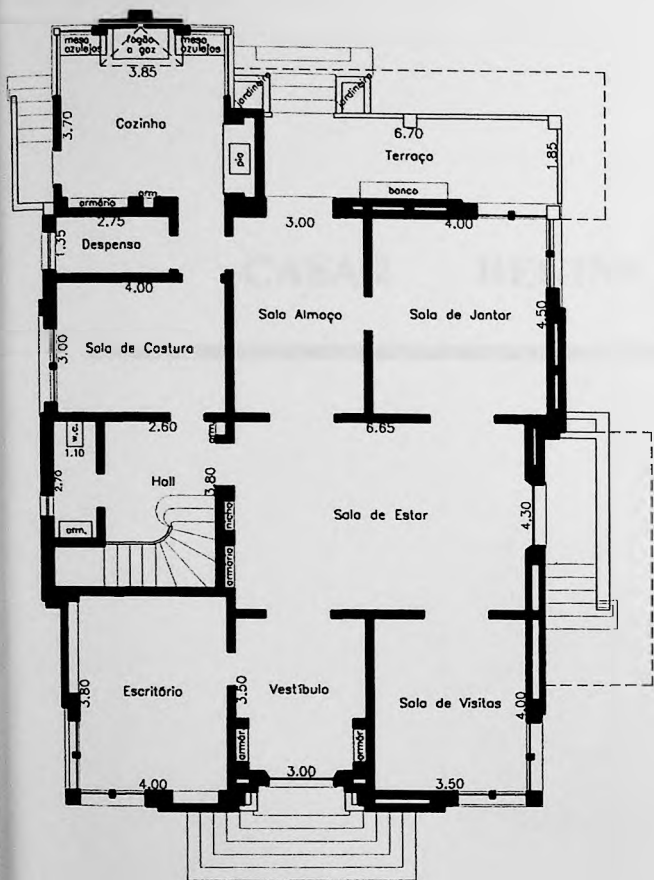 mesa
azulejos
fogão
a gaz
mesa
azulejos
3.85
jardineira
jardineira
3.70
Cozinha
pia
6.70
Terraço
1.85
banco
armário
arm.
2.75
1.35
Despensa
3.00
4.00
4.00
Sala Almoço
Sala de Jantar
4.50
3.00
Sala de Costura
w.c.
1.10
2.60
arm.
6.65
2.70
Hall
3.80
nicho
Sala de Estar
4.30
arm.
armário
3.80
Escritório
3.50
Vestíbulo
Sala de Visitas
4.00
armár.
armár.
4.00
3.00
3.50